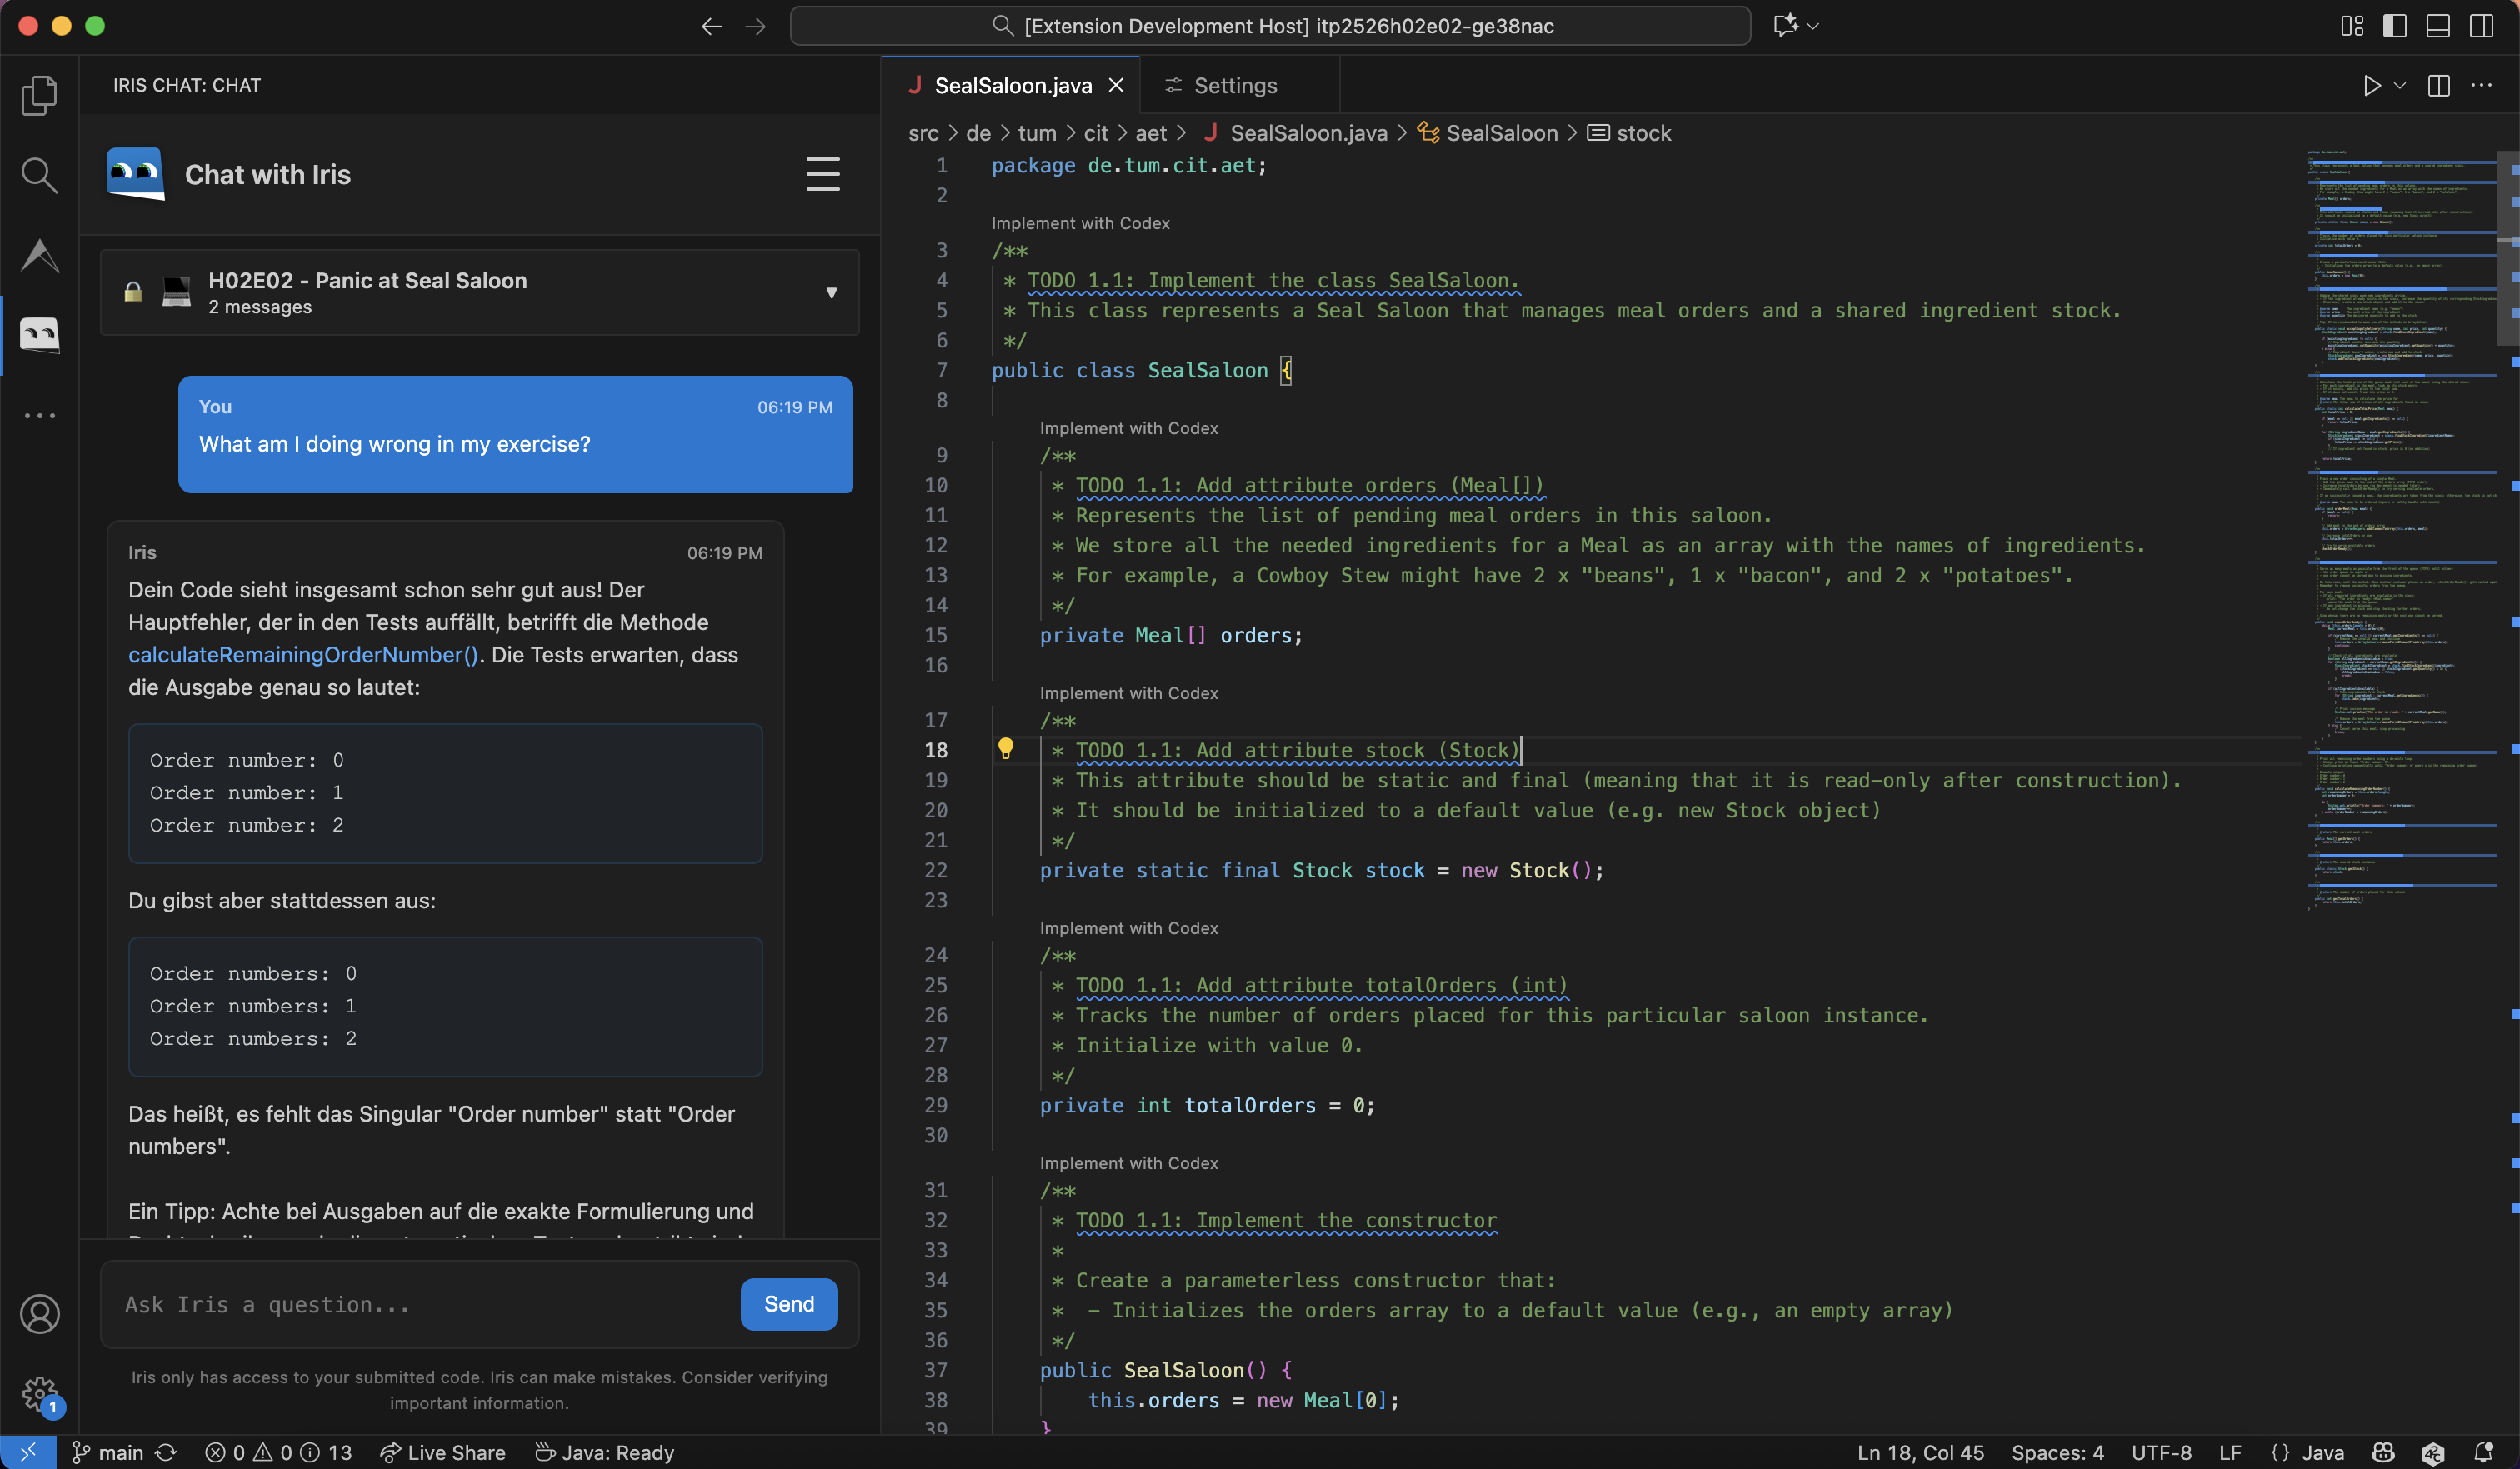 [Extension Development Host] itp2526h02e02-ge38nac
IRIS CHAT: CHAT
Chat with Iris
H02E02 - Panic at Seal Saloon
2 messages
You
06:19 PM
What am I doing wrong in my exercise?
Iris
06:19 PM
Dein Code sieht insgesamt schon sehr gut aus! Der
Hauptfehler, der in den Tests auffällt, betrifft die Methode
calculateRemainingOrderNumber(). Die Tests erwarten, dass
die Ausgabe genau so lautet:
Order number: 0
Order number: 1
Order number: 2
Du gibst aber stattdessen aus:
Order numbers: 0
Order numbers: 1
Order numbers: 2
Das heißt, es fehlt das Singular "Order number" statt "Order
numbers".
Ein Tipp: Achte bei Ausgaben auf die exakte Formulierung und
Ask Iris a question...
Send
Iris only has access to your submitted code. Iris can make mistakes. Consider verifying
important information.
SealSaloon.java
Settings
src > de > tum > cit > aet > J SealSaloon.java > SealSaloon > stock
1 package de.tum.cit.aet;
2
Implement with Codex
3 /**
4 * TODO 1.1: Implement the class SealSaloon.
5 * This class represents a Seal Saloon that manages meal orders and a shared ingredient stock.
6 */
7 public class SealSaloon {
8
Implement with Codex
9 /**
10 * TODO 1.1: Add attribute orders (Meal[])
11 * Represents the list of pending meal orders in this saloon.
12 * We store all the needed ingredients for a Meal as an array with the names of ingredients.
13 * For example, a Cowboy Stew might have 2 x "beans", 1 x "bacon", and 2 x "potatoes".
14 */
15 private Meal[] orders;
16
Implement with Codex
17 /**
18 * TODO 1.1: Add attribute stock (Stock)
19 * This attribute should be static and final (meaning that it is read-only after construction).
20 * It should be initialized to a default value (e.g. new Stock object)
21 */
22 private static final Stock stock = new Stock();
23
Implement with Codex
24 /**
25 * TODO 1.1: Add attribute totalOrders (int)
26 * Tracks the number of orders placed for this particular saloon instance.
27 * Initialize with value 0.
28 */
29 private int totalOrders = 0;
30
Implement with Codex
31 /**
32 * TODO 1.1: Implement the constructor
33 *
34 * Create a parameterless constructor that:
35 * - Initializes the orders array to a default value (e.g., an empty array)
36 */
37 public SealSaloon() {
38 this.orders = new Meal[0];
39 }
1
main
0 0 13
Live Share
Java: Ready
Ln 18, Col 45
Spaces: 4
UTF-8
LF
{} Java